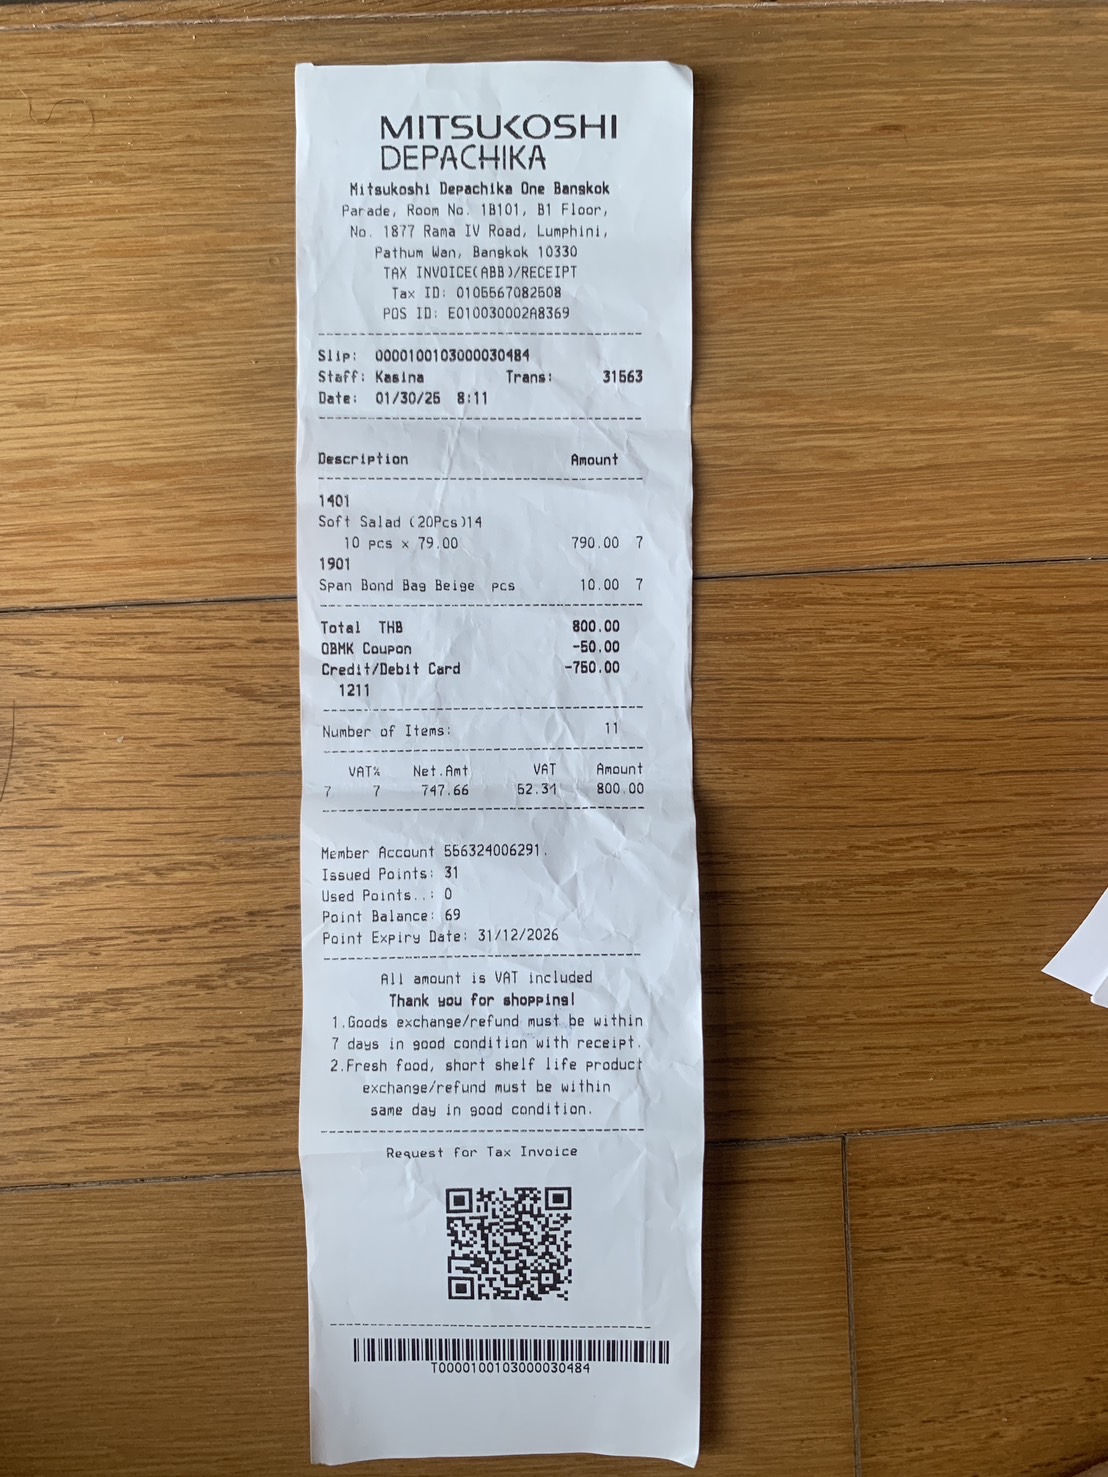 MITSUKOSHI
DEPACHIKA
Mitsukoshi Depachika One Bangkok
Parade, Room No. 1B101, B1 Floor,
No. 1877 Rama IV Road, Lumphini,
Pathum Wan, Bangkok 10330
TAX INVOICE(ABB)/RECEIPT
Tax ID: 0105567082508
POS ID: E010030002A8369
Slip: 0000100103000030484
Staff: Kasina Trans: 31563
Date: 01/30/25 8:11
Description Amount
1401
Soft Salad (20Pcs)14
10 pcs x 79.00 790.00 7
1901
Span Bond Bag Beige pcs 10.00 7
Total THB 800.00
OBMK Coupon -50.00
Credit/Debit Card -750.00
1211
Number of Items: 11
VAT% Net.Amt VAT Amount
7 7 747.66 52.34 800.00
Member Account 556324006291.
Issued Points: 31
Used Points..: 0
Point Balance: 69
Point Expiry Date: 31/12/2026
All amount is VAT included
Thank you for shopping!
1.Goods exchange/refund must be within
7 days in good condition with receipt.
2.Fresh food, short shelf life product
exchange/refund must be within
same day in good condition.
Request for Tax Invoice
T0000100103000030484